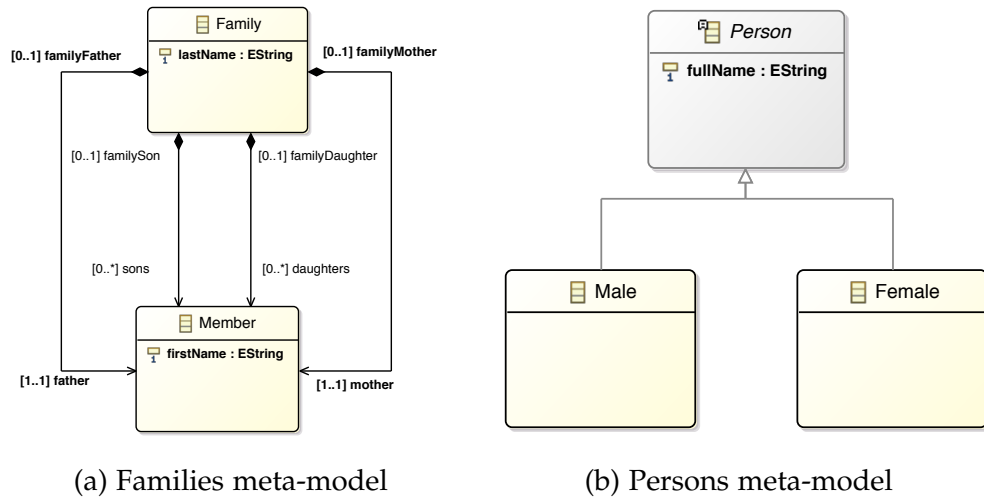 Family
[0..1] familyFather
lastName : EString
[0..1] familyMother
[0..1] familySon
[0..1] familyDaughter
[0..*] sons
[0..*] daughters
Member
firstName : EString
[1..1] father
[1..1] mother
(a) Families meta-model
Person
fullName : EString
Male
Female
(b) Persons meta-model